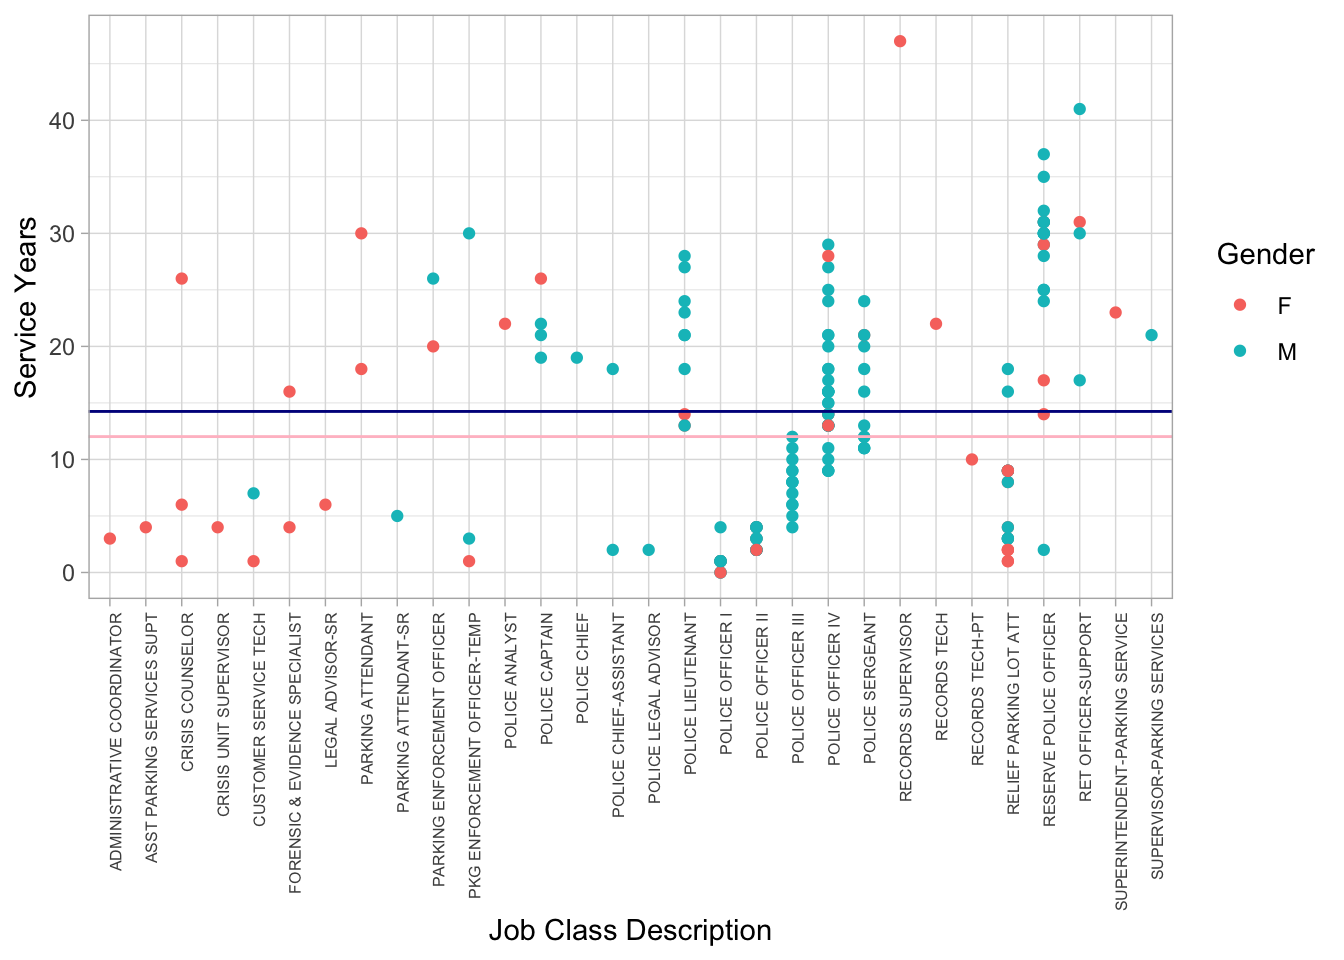 Service Years
40
30
20
10
0
ADMINISTRATIVE COORDINATOR
ASST PARKING SERVICES SUPT
CRISIS COUNSELOR
CRISIS UNIT SUPERVISOR
CUSTOMER SERVICE TECH
FORENSIC & EVIDENCE SPECIALIST
LEGAL ADVISOR-SR
PARKING ATTENDANT
PARKING ATTENDANT-SR
PARKING ENFORCEMENT OFFICER
PKG ENFORCEMENT OFFICER-TEMP
POLICE ANALYST
POLICE CAPTAIN
POLICE CHIEF
POLICE CHIEF-ASSISTANT
POLICE LEGAL ADVISOR
POLICE LIEUTENANT
POLICE OFFICER I
POLICE OFFICER II
POLICE OFFICER III
POLICE OFFICER IV
POLICE SERGEANT
RECORDS SUPERVISOR
RECORDS TECH
RECORDS TECH-PT
RELIEF PARKING LOT ATT
RESERVE POLICE OFFICER
RET OFFICER-SUPPORT
SUPERINTENDENT-PARKING SERVICE
SUPERVISOR-PARKING SERVICES
Job Class Description
Gender
F
M